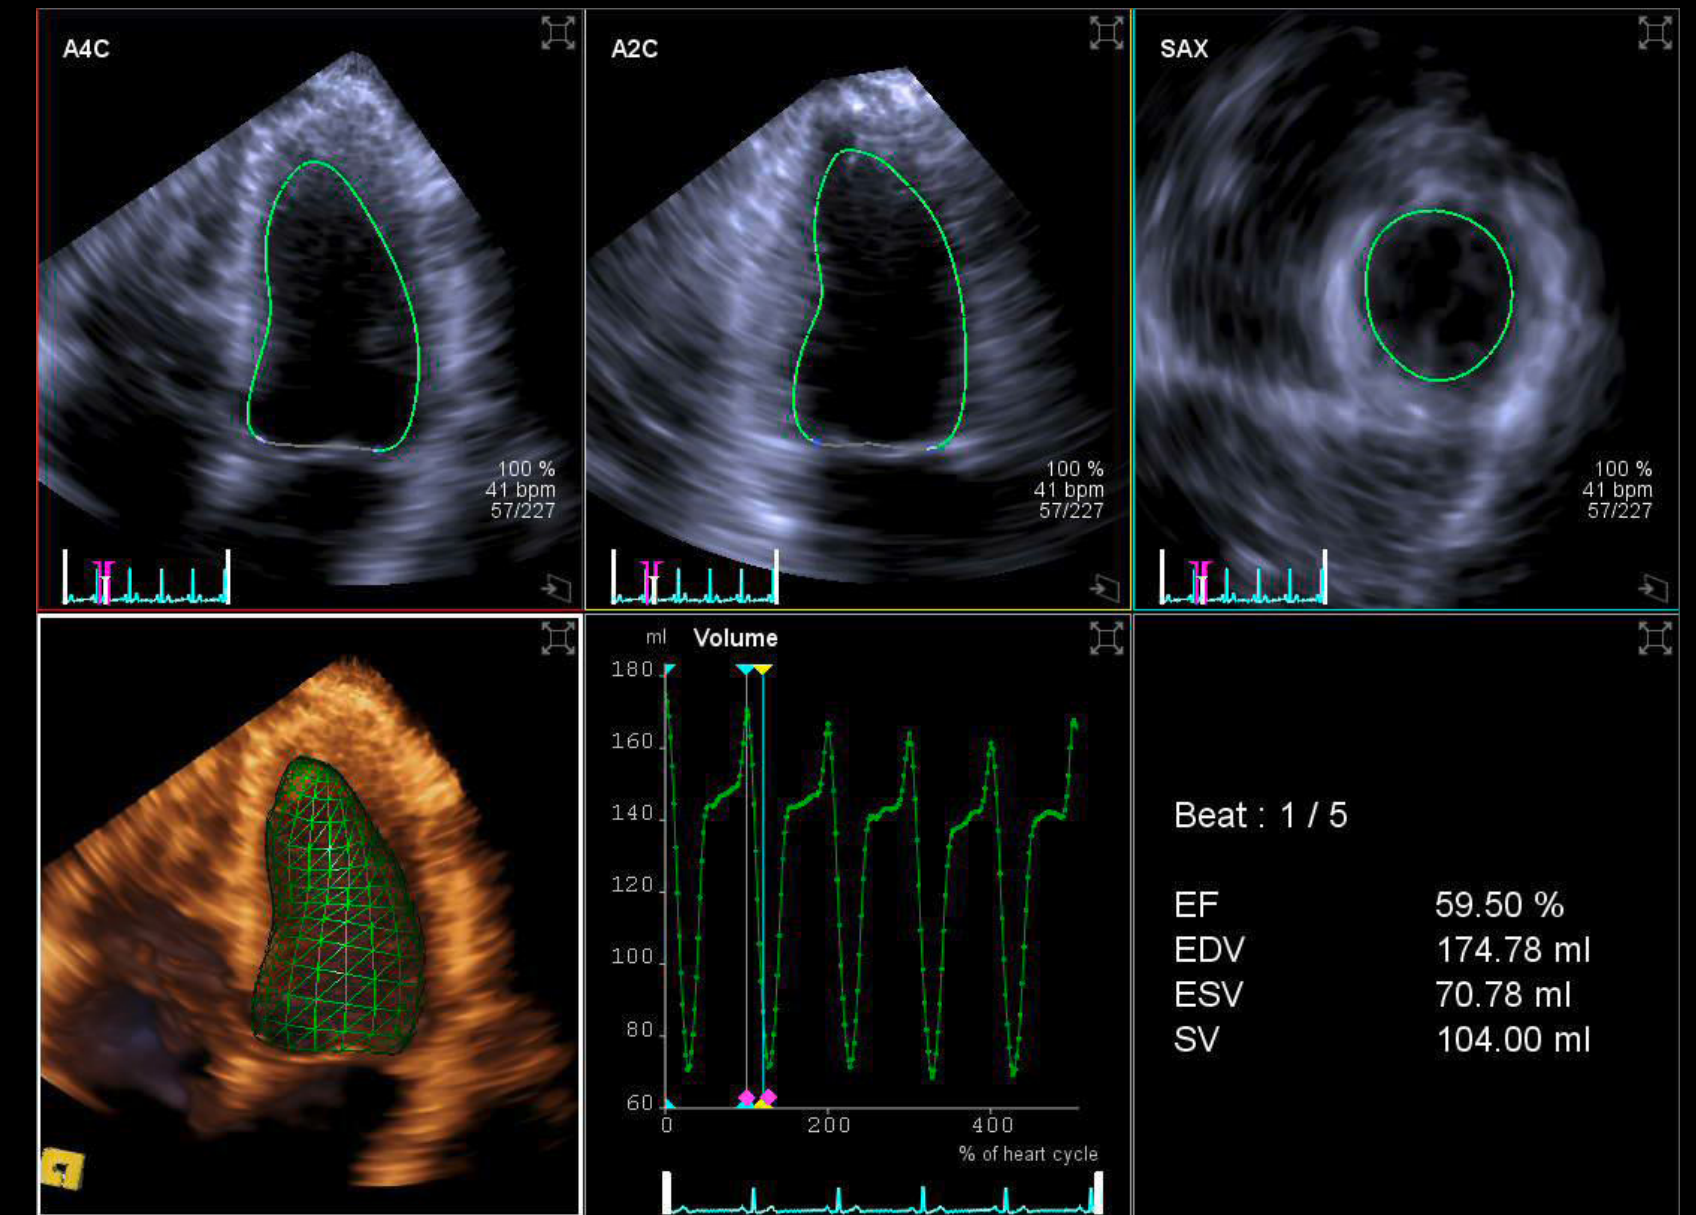 A4C
100 %
41 bpm
57/227
A2C
100 %
41 bpm
57/227
SAX
100 %
41 bpm
57/227
ml Volume
180
160
140
120
100
80
60
0 200 400
% of heart cycle
Beat : 1 / 5
EF 59.50 %
EDV 174.78 ml
ESV 70.78 ml
SV 104.00 ml